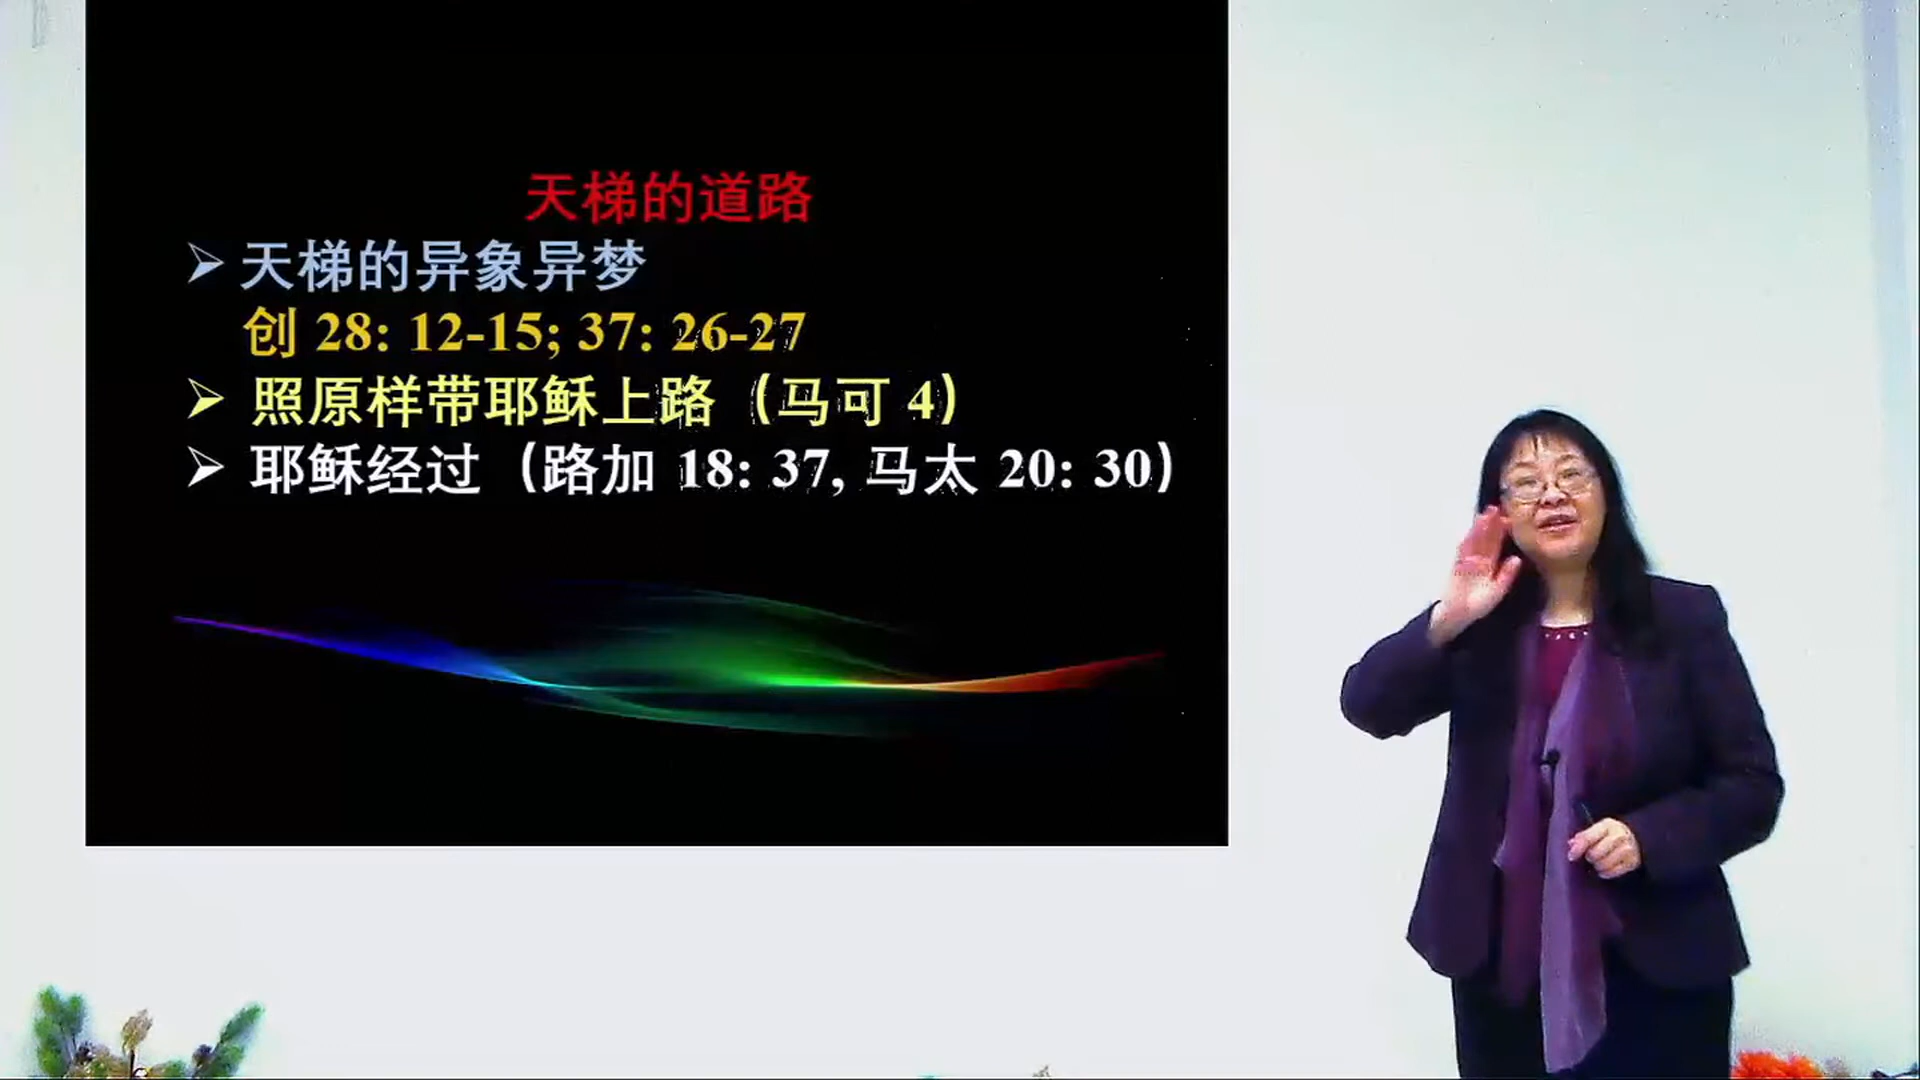 天梯的道路
天梯的异象异梦
创 28: 12-15; 37: 26-27
照原样带耶稣上路（马可 4）
耶稣经过（路加 18: 37, 马太 20: 30）